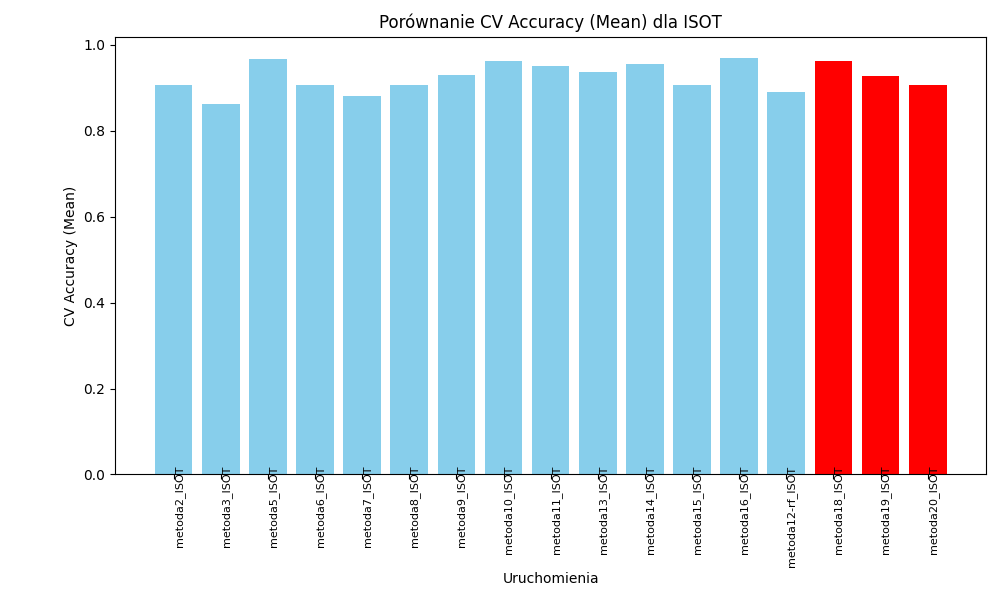 Porównanie CV Accuracy (Mean) dla ISOT
CV Accuracy (Mean)
1.0
0.8
0.6
0.4
0.2
0.0
metoda2_ISOT
metoda3_ISOT
metoda5_ISOT
metoda6_ISOT
metoda7_ISOT
metoda8_ISOT
metoda9_ISOT
metoda10_ISOT
metoda11_ISOT
metoda13_ISOT
metoda14_ISOT
metoda15_ISOT
metoda16_ISOT
metoda12-rf_ISOT
metoda18_ISOT
metoda19_ISOT
metoda20_ISOT
Uruchomienia